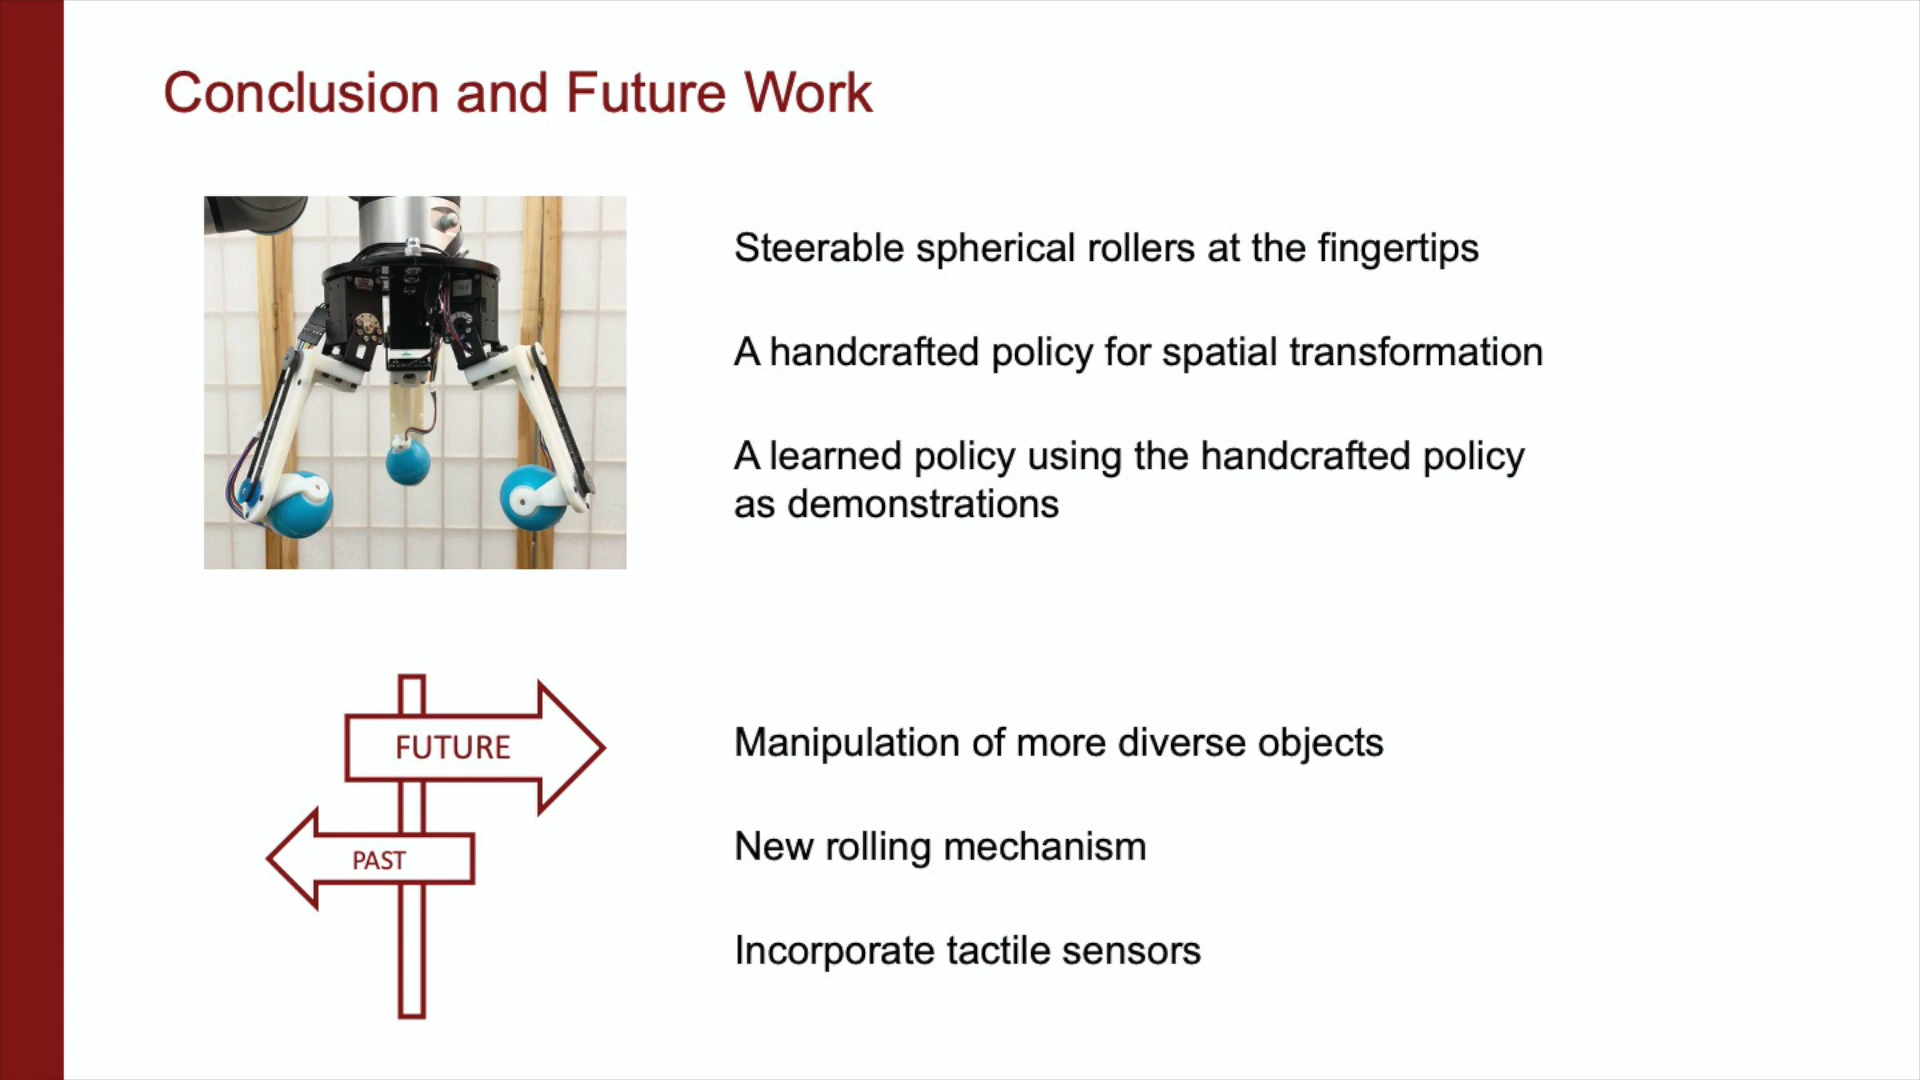 Conclusion and Future Work
Steerable spherical rollers at the fingertips
A handcrafted policy for spatial transformation
A learned policy using the handcrafted policy
as demonstrations
FUTURE
PAST
Manipulation of more diverse objects
New rolling mechanism
Incorporate tactile sensors